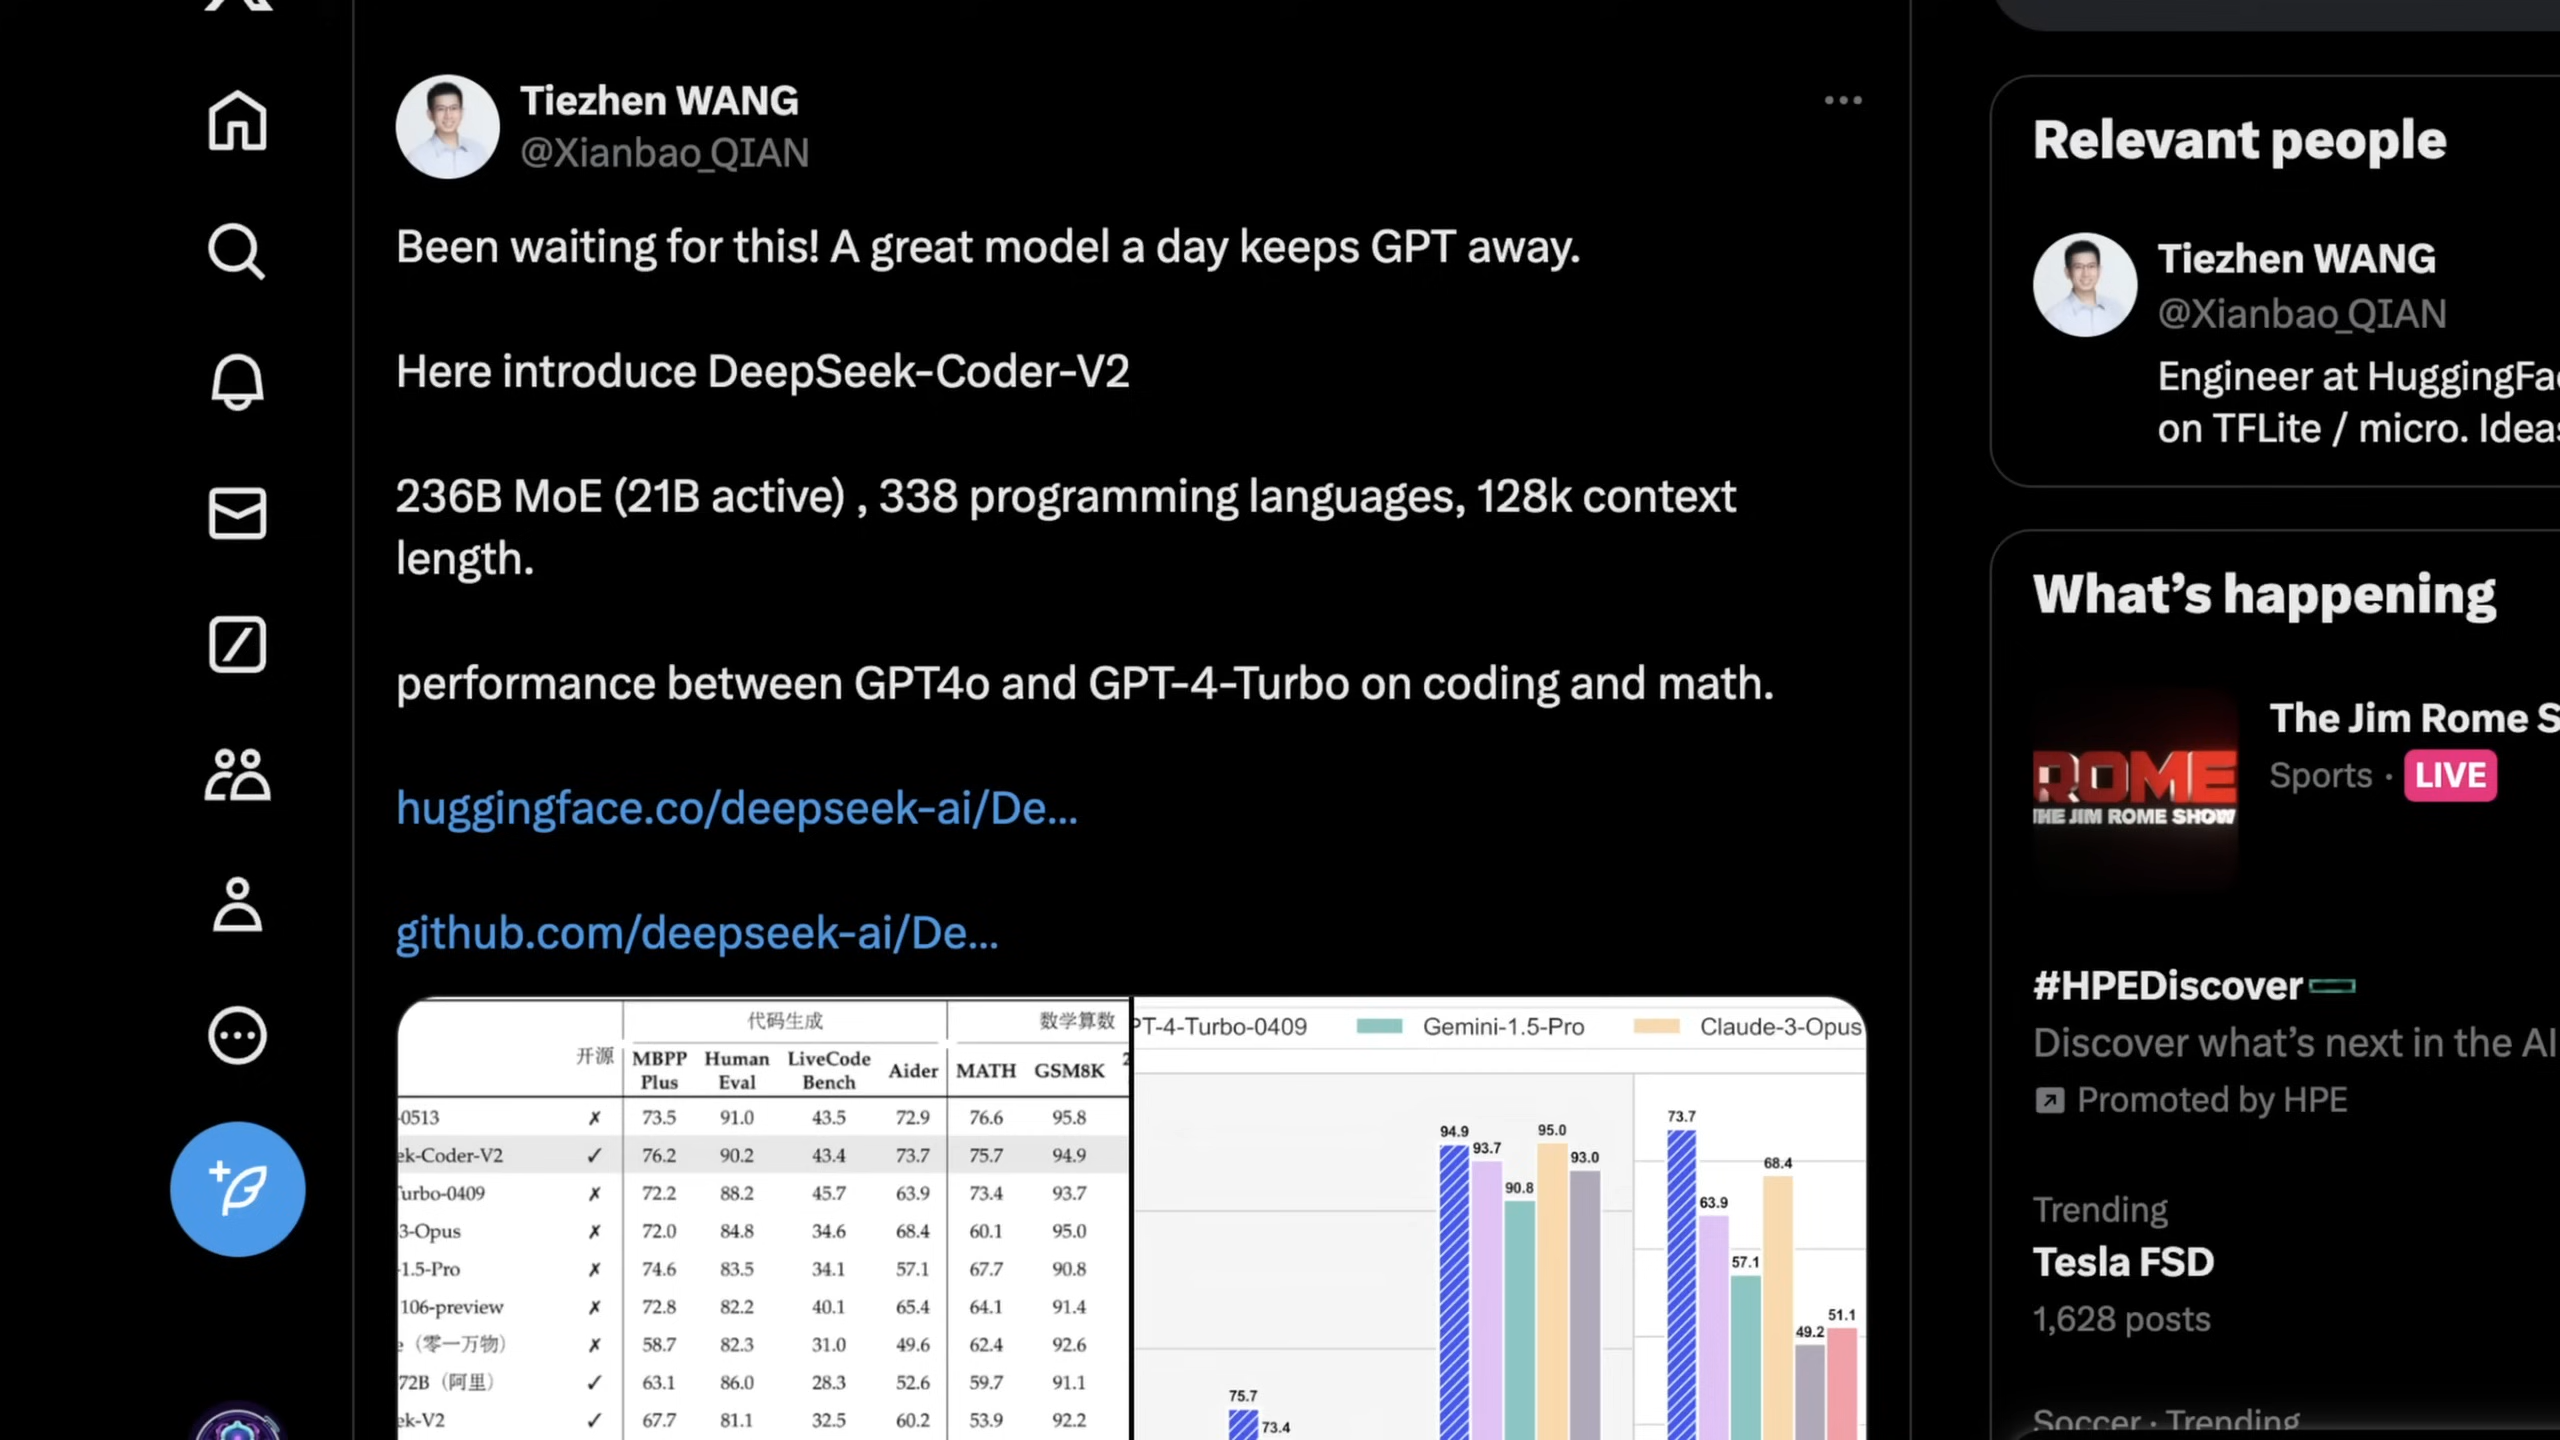 Tiezhen WANG
@Xianbao_QIAN
Been waiting for this! A great model a day keeps GPT away.
Here introduce DeepSeek-Coder-V2
236B MoE (21B active) , 338 programming languages, 128k context
length.
performance between GPT4o and GPT-4-Turbo on coding and math.
huggingface.co/deepseek-ai/De...
github.com/deepseek-ai/De...
代码生成 数学算数
开源 MBPP Plus Human Eval LiveCode Bench Aider MATH GSM8K 2
-0513 ✗ 73.5 91.0 43.5 72.9 76.6 95.8
ek-Coder-V2 ✓ 76.2 90.2 43.4 73.7 75.7 94.9
Turbo-0409 ✗ 72.2 88.2 45.7 63.9 73.4 93.7
3-Opus ✗ 72.0 84.8 34.6 68.4 60.1 95.0
-1.5-Pro ✗ 74.6 83.5 34.1 57.1 67.7 90.8
106-preview ✗ 72.8 82.2 40.1 65.4 64.1 91.4
e（零一万物） ✗ 58.7 82.3 31.0 49.6 62.4 92.6
72B（阿里） ✓ 63.1 86.0 28.3 52.6 59.7 91.1
ek-V2 ✓ 67.7 81.1 32.5 60.2 53.9 92.2
PT-4-Turbo-0409 Gemini-1.5-Pro Claude-3-Opus
94.9 93.7 90.8 95.0 93.0
73.7 63.9 57.1 68.4 49.2 51.1
75.7 73.4
Relevant people
Tiezhen WANG
@Xianbao_QIAN
Engineer at HuggingFac
on TFLite / micro. Ideas
What's happening
ROME
THE JIM ROME SHOW
The Jim Rome S
Sports · LIVE
#HPEDiscover
Discover what's next in the AI
Promoted by HPE
Trending
Tesla FSD
1,628 posts
Soccer · Trending